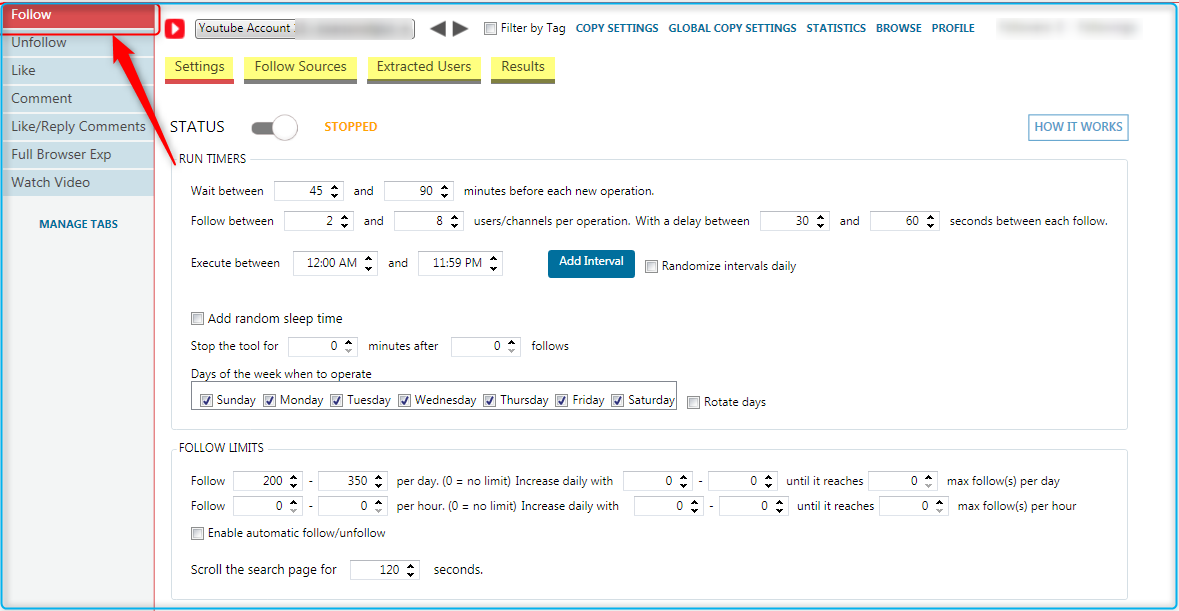 Follow
Unfollow
Like
Comment
Like/Reply Comments
Full Browser Exp
Watch Video
MANAGE TABS
Youtube Account Filter by Tag COPY SETTINGS GLOBAL COPY SETTINGS STATISTICS BROWSE PROFILE
Settings Follow Sources Extracted Users Results
STATUS STOPPED HOW IT WORKS
RUN TIMERS
Wait between 45 and 90 minutes before each new operation.
Follow between 2 and 8 users/channels per operation. With a delay between 30 and 60 seconds between each follow.
Execute between 12:00 AM and 11:59 PM Add Interval Randomize intervals daily
Add random sleep time
Stop the tool for 0 minutes after 0 follows
Days of the week when to operate
Sunday Monday Tuesday Wednesday Thursday Friday Saturday Rotate days
FOLLOW LIMITS
Follow 200 - 350 per day. (0 = no limit) Increase daily with 0 - 0 until it reaches 0 max follow(s) per day
Follow 0 - 0 per hour. (0 = no limit) Increase daily with 0 - 0 until it reaches 0 max follow(s) per hour
Enable automatic follow/unfollow
Scroll the search page for 120 seconds.